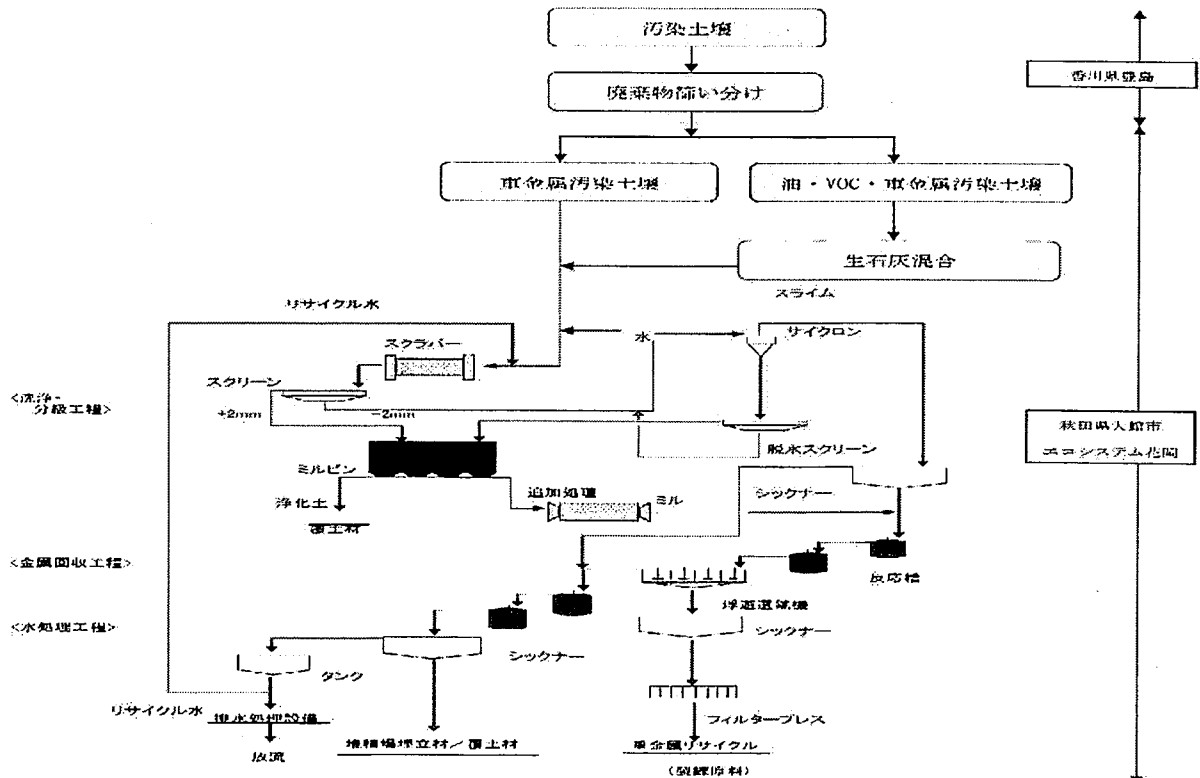 汚染土壌
香川県豊島
廃棄物篩い分け
重金属汚染土壌
油・VOC・重金属汚染土壌
生石灰混合
スライム
リサイクル水
水
サイクロン
スクラバー
スクリーン
<洗浄・
分級工程>
+2mm
-2mm
脱水スクリーン
秋田県大館市
エコシステム花岡
ミルビン
浄化土
覆土材
追加処理
ミル
シックナー
<金属回収工程>
反応槽
浮遊選鉱機
<水処理工程>
シックナー
シックナー
タンク
リサイクル水
排水処理設備
フィルタープレス
放流
堆積場埋立材/覆土材
重金属リサイクル
(製錬原料)